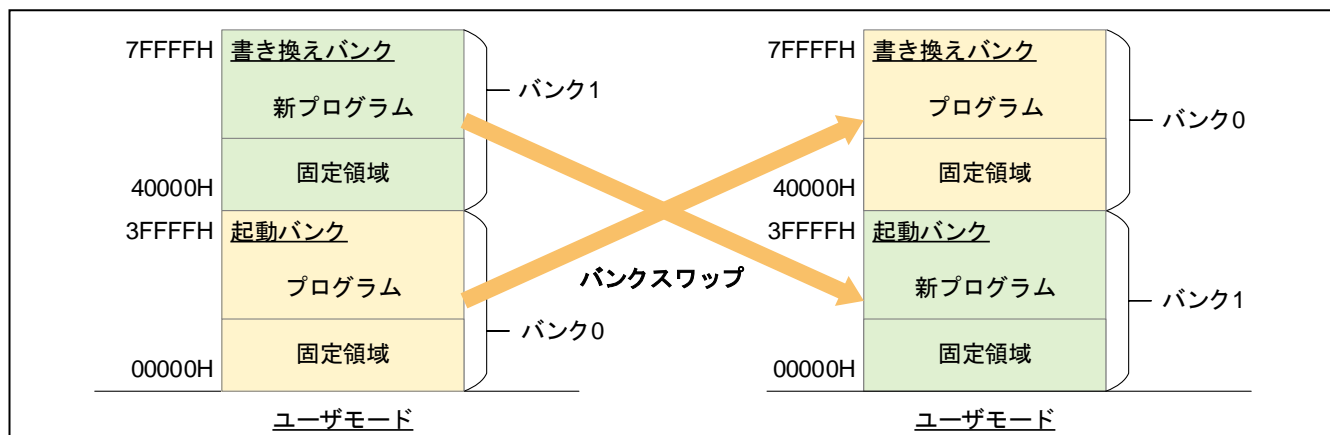 7FFFFH
書き換えバンク
新プログラム
固定領域
40000H
バンク1
3FFFFH
起動バンク
プログラム
固定領域
00000H
バンク0
ユーザモード
バンクスワップ
7FFFFH
書き換えバンク
プログラム
固定領域
40000H
バンク0
3FFFFH
起動バンク
新プログラム
固定領域
00000H
バンク1
ユーザモード